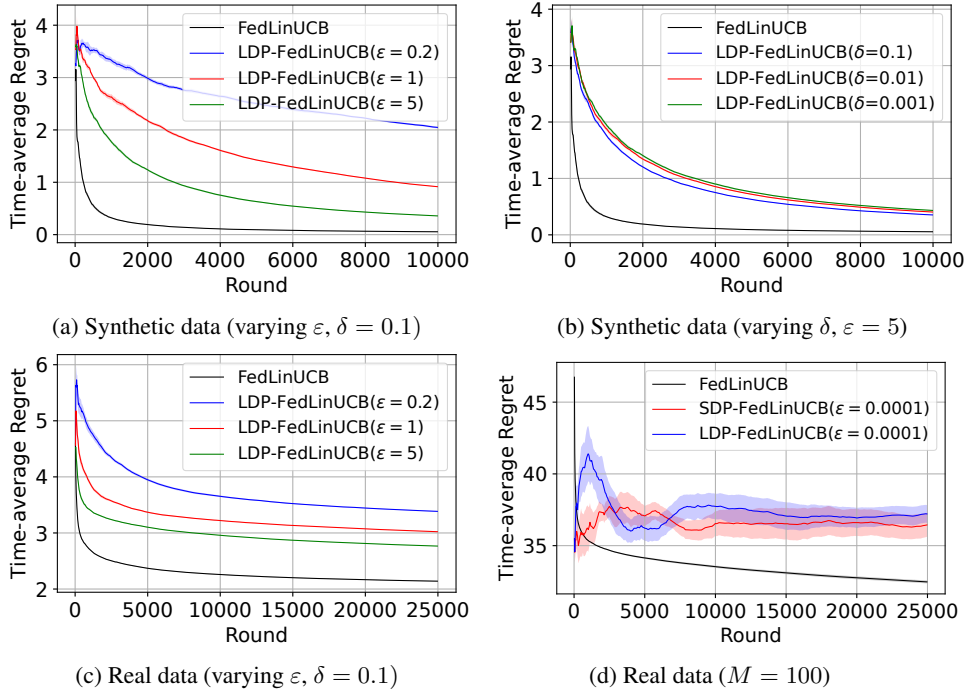 Time-average Regret
4
3
2
1
0
FedLinUCB
LDP-FedLinUCB(ε = 0.2)
LDP-FedLinUCB(ε = 1)
LDP-FedLinUCB(ε = 5)
0 2000 4000 6000 8000 10000
Round
(a) Synthetic data (varying ε, δ = 0.1)
Time-average Regret
4
3
2
1
0
FedLinUCB
LDP-FedLinUCB(δ=0.1)
LDP-FedLinUCB(δ=0.01)
LDP-FedLinUCB(δ=0.001)
0 2000 4000 6000 8000 10000
Round
(b) Synthetic data (varying δ, ε = 5)
Time-average Regret
6
5
4
3
2
FedLinUCB
LDP-FedLinUCB(ε = 0.2)
LDP-FedLinUCB(ε = 1)
LDP-FedLinUCB(ε = 5)
0 5000 10000 15000 20000 25000
Round
(c) Real data (varying ε, δ = 0.1)
Time-average Regret
45
40
35
FedLinUCB
SDP-FedLinUCB(ε = 0.0001)
LDP-FedLinUCB(ε = 0.0001)
0 5000 10000 15000 20000 25000
Round
(d) Real data (M = 100)